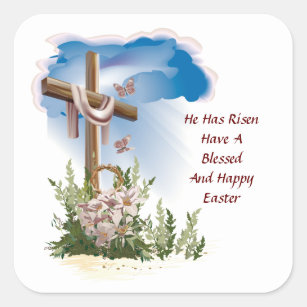 He Has Risen
Have A
Blessed
And Happy
Easter